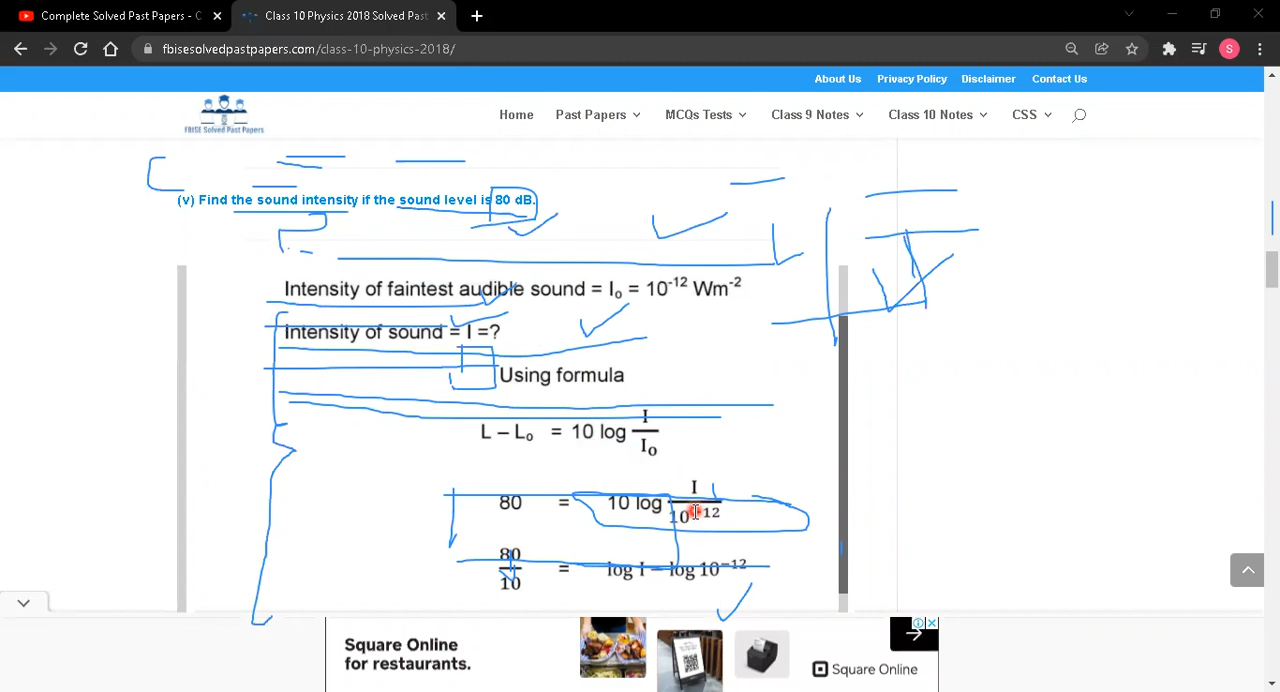 Complete Solved Past Papers - C
Class 10 Physics 2018 Solved Past
fbisesolvedpastpapers.com/class-10-physics-2018/
S
About Us Privacy Policy Disclaimer Contact Us
FBISE Solved Past Papers
Home Past Papers MCQs Tests Class 9 Notes Class 10 Notes CSS
(v) Find the sound intensity if the sound level is 80 dB.
Intensity of faintest audible sound = I₀ = 10⁻¹² Wm⁻²
Intensity of sound = I =?
Using formula
L – L₀ = 10 log I/I₀
80 = 10 log I/10⁻¹²
80/10 = log I – log 10⁻¹²
Square Online
for restaurants.
Square Online